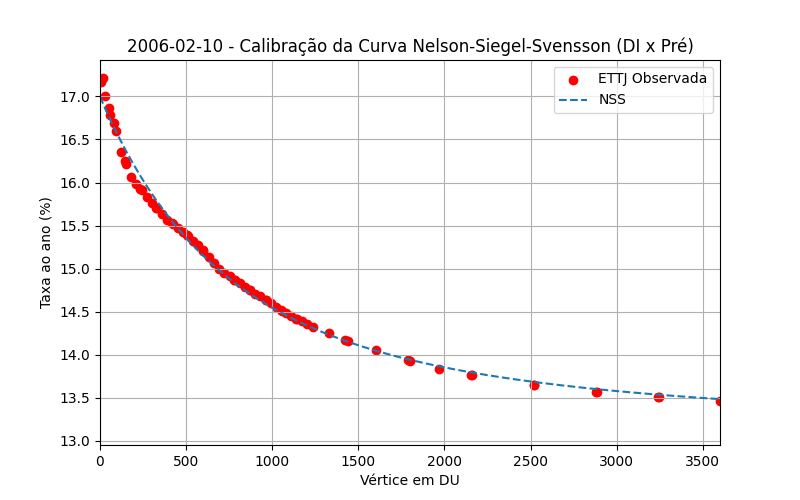 2006-02-10 - Calibração da Curva Nelson-Siegel-Svensson (DI x Pré)
ETTJ Observada
NSS
Taxa ao ano (%)
17.0
16.5
16.0
15.5
15.0
14.5
14.0
13.5
13.0
0 500 1000 1500 2000 2500 3000 3500
Vértice em DU